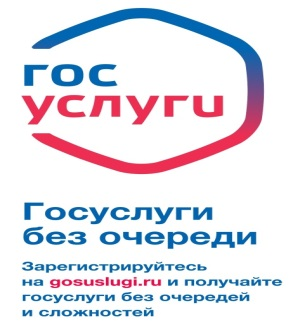 гос
услуги
Госуслуги
без очереди
Зарегистрируйтесь
на gosuslugi.ru и получайте
госуслуги без очередей
и сложностей